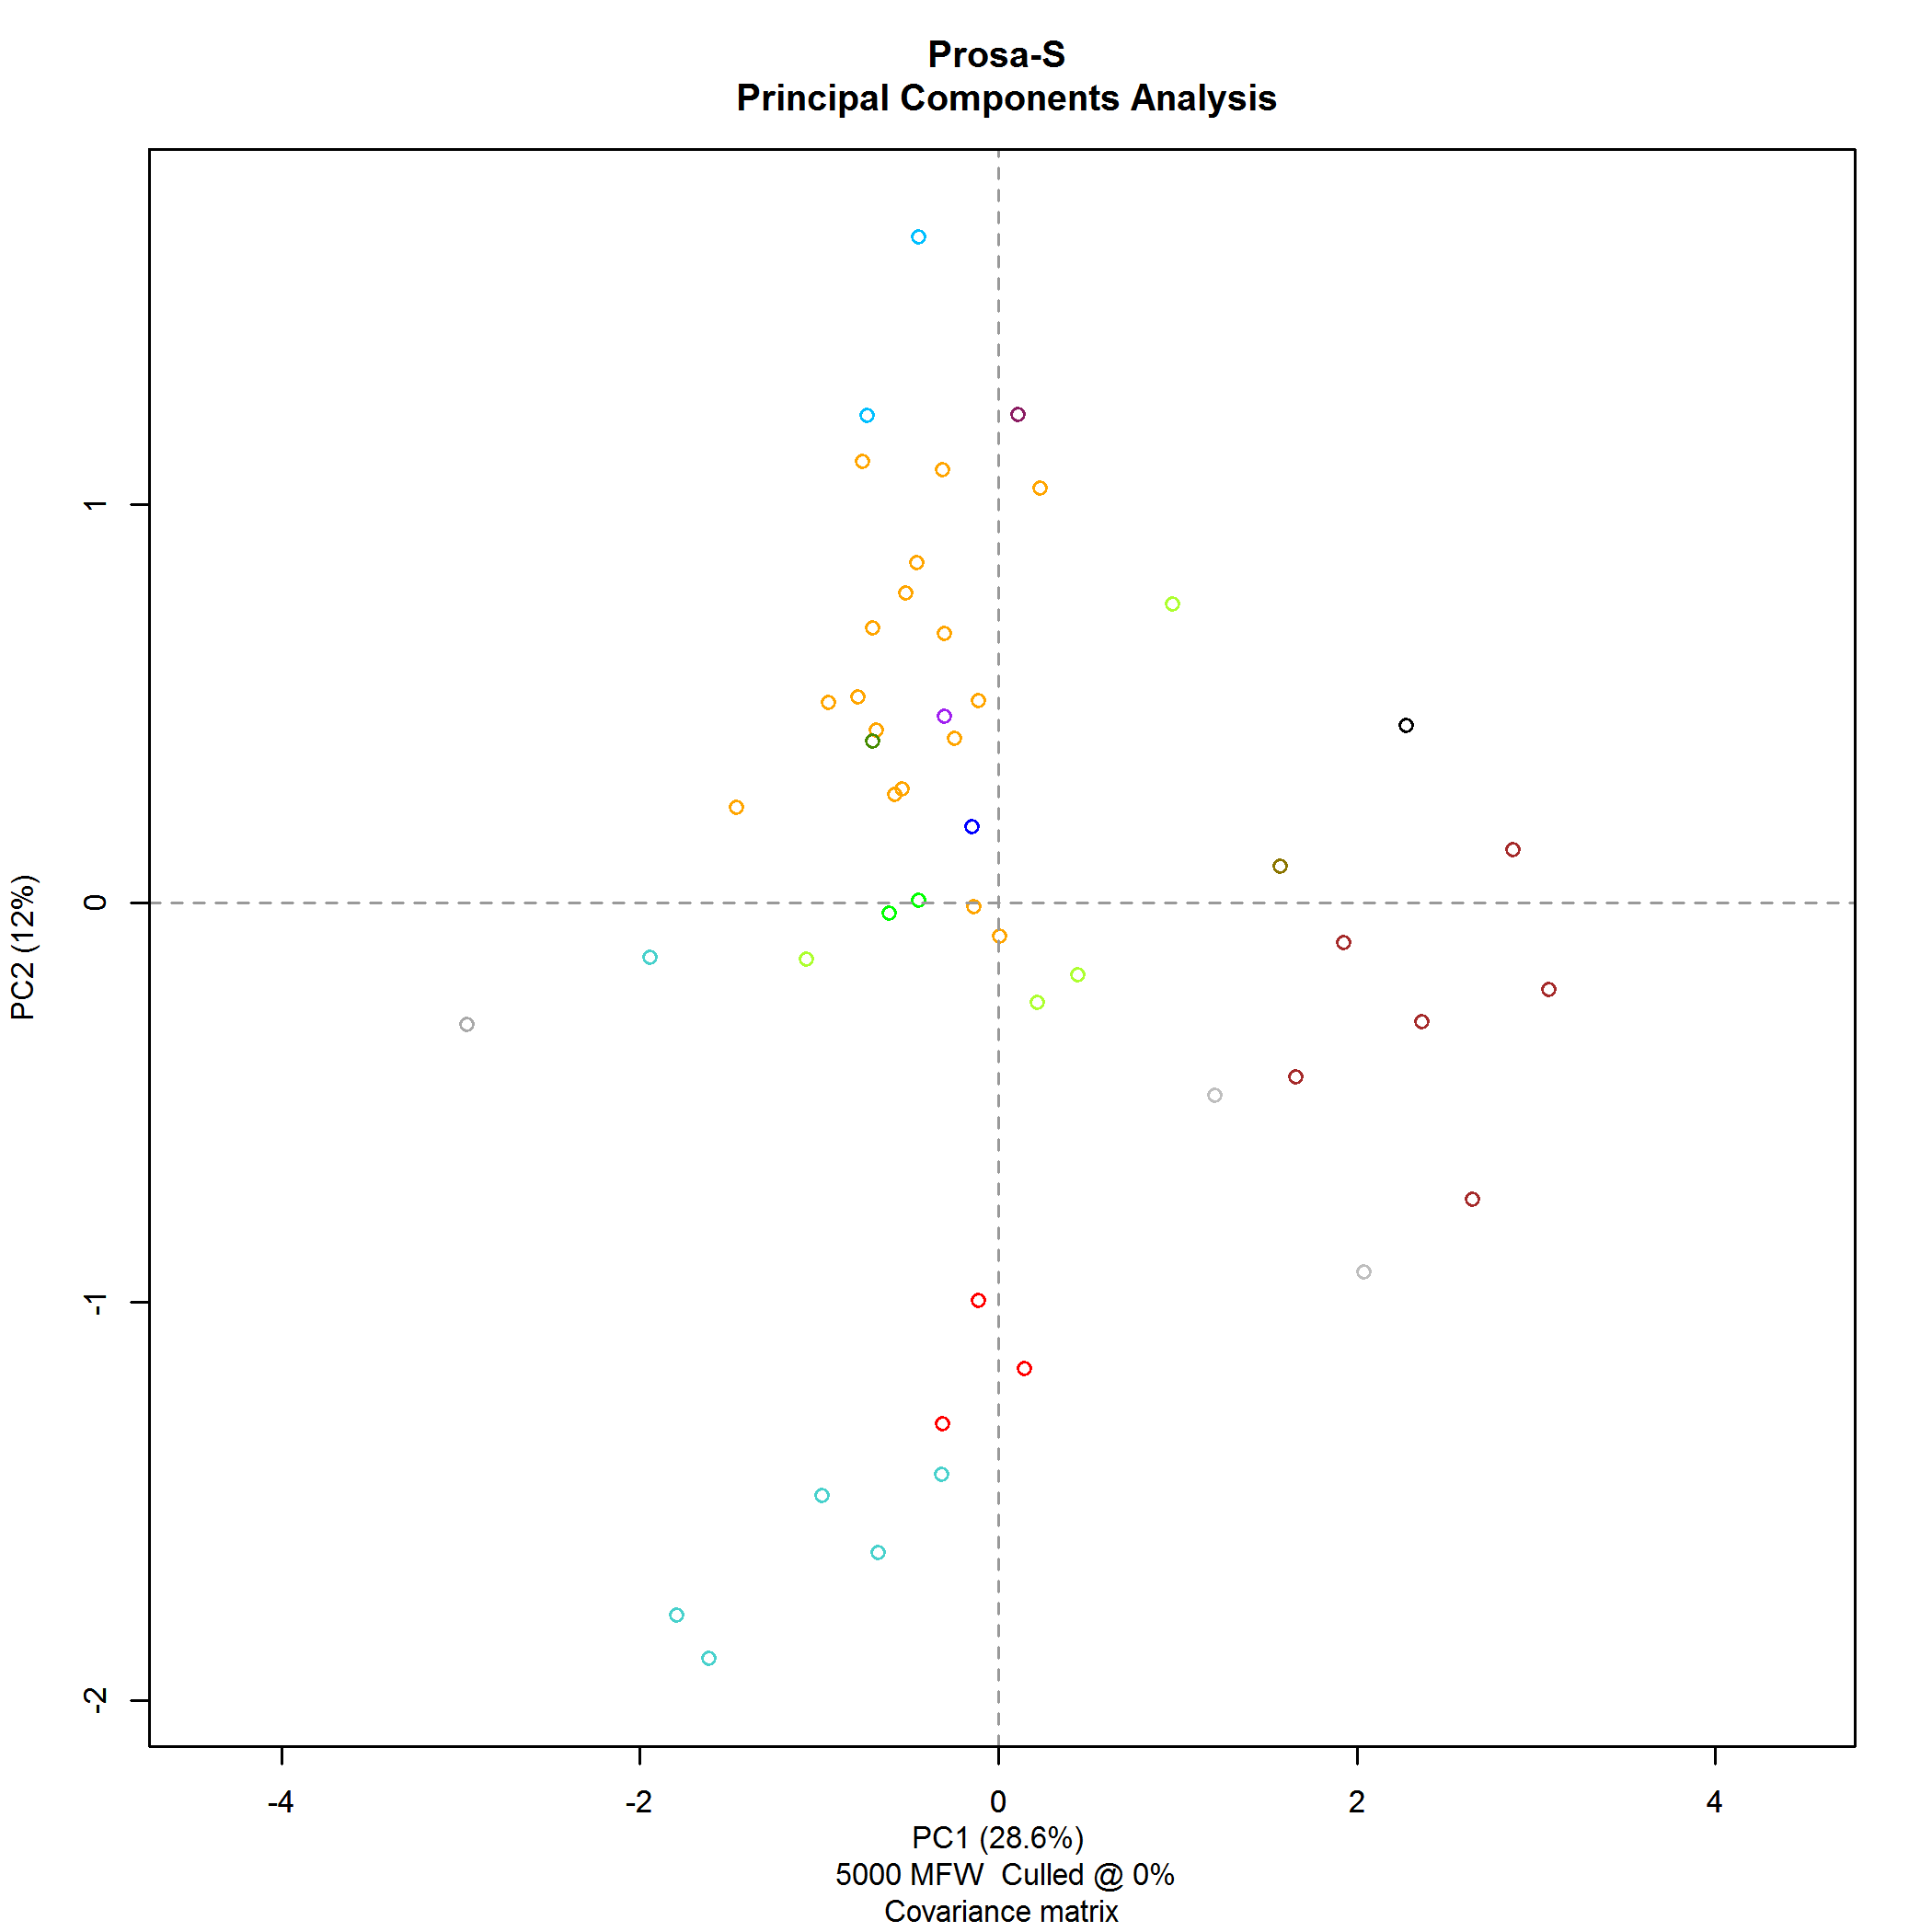 Prosa-S
Principal Components Analysis
1
0
-1
-2
PC2 (12%)
-4
-2
0
2
4
PC1 (28.6%)
5000 MFW  Culled @ 0%
Covariance matrix